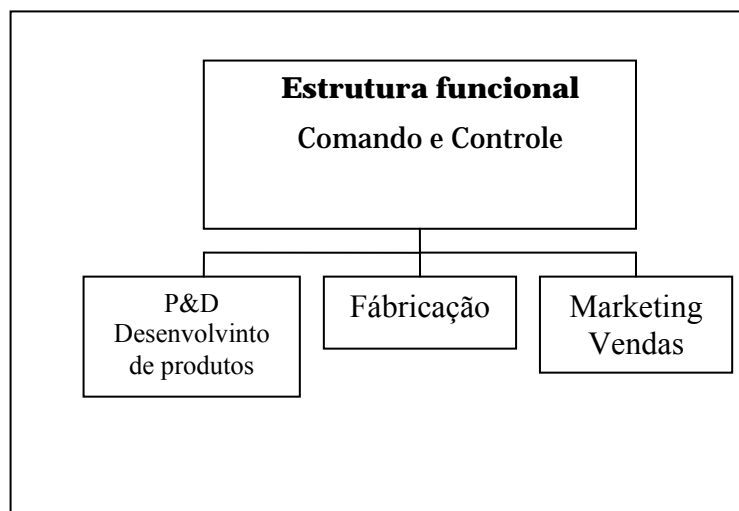 Estrutura funcional
Comando e Controle
P&D
Desenvolvinto
de produtos
Fábricação
Marketing
Vendas